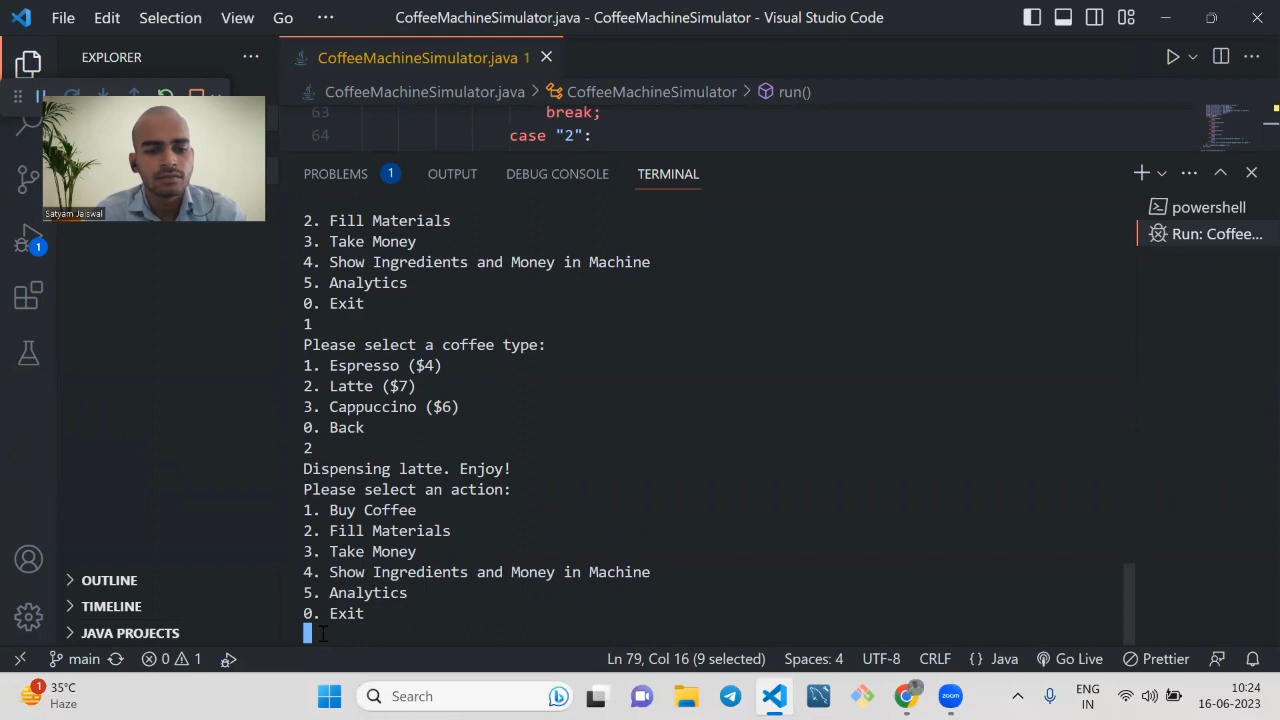 File Edit Selection View Go ··· CoffeeMachineSimulator.java - CoffeeMachineSimulator - Visual Studio Code
EXPLORER ···
CoffeeMachineSimulator.java 1
CoffeeMachineSimulator.java > CoffeeMachineSimulator > run()
63 break;
64 case "2":
Satyam Jaiswal
PROBLEMS 1 OUTPUT DEBUG CONSOLE TERMINAL
powershell
Run: Coffee...
2. Fill Materials
3. Take Money
4. Show Ingredients and Money in Machine
5. Analytics
0. Exit
1
Please select a coffee type:
1. Espresso ($4)
2. Latte ($7)
3. Cappuccino ($6)
0. Back
2
Dispensing latte. Enjoy!
Please select an action:
1. Buy Coffee
2. Fill Materials
3. Take Money
4. Show Ingredients and Money in Machine
5. Analytics
0. Exit
1
OUTLINE
TIMELINE
JAVA PROJECTS
main 0 1 Ln 79, Col 16 (9 selected) Spaces: 4 UTF-8 CRLF {} Java Go Live Prettier
1
35°C
Haze
Search
zoom
ENG
IN
10:24
16-06-2023